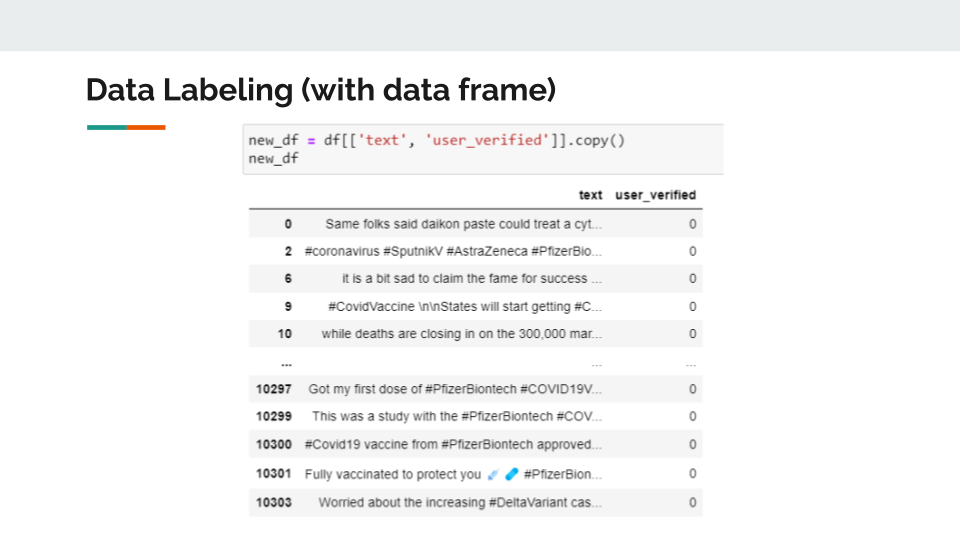 Data Labeling (with data frame)
new_df = df[['text', 'user_verified']].copy()
new_df
text user_verified
0 Same folks said daikon paste could treat a cyt... 0
2 #coronavirus #SputnikV #AstraZeneca #PfizerBio... 0
6 it is a bit sad to claim the fame for success ... 0
9 #CovidVaccine \n\nStates will start getting #C... 0
10 while deaths are closing in on the 300,000 mar... 0
... ... ...
10297 Got my first dose of #PfizerBiontech #COVID19V... 0
10299 This was a study with the #PfizerBiontech #COV... 0
10300 #Covid19 vaccine from #PfizerBiontech approved... 0
10301 Fully vaccinated to protect you 💉 🩹 #PfizerBion... 0
10303 Worried about the increasing #DeltaVariant cas... 0